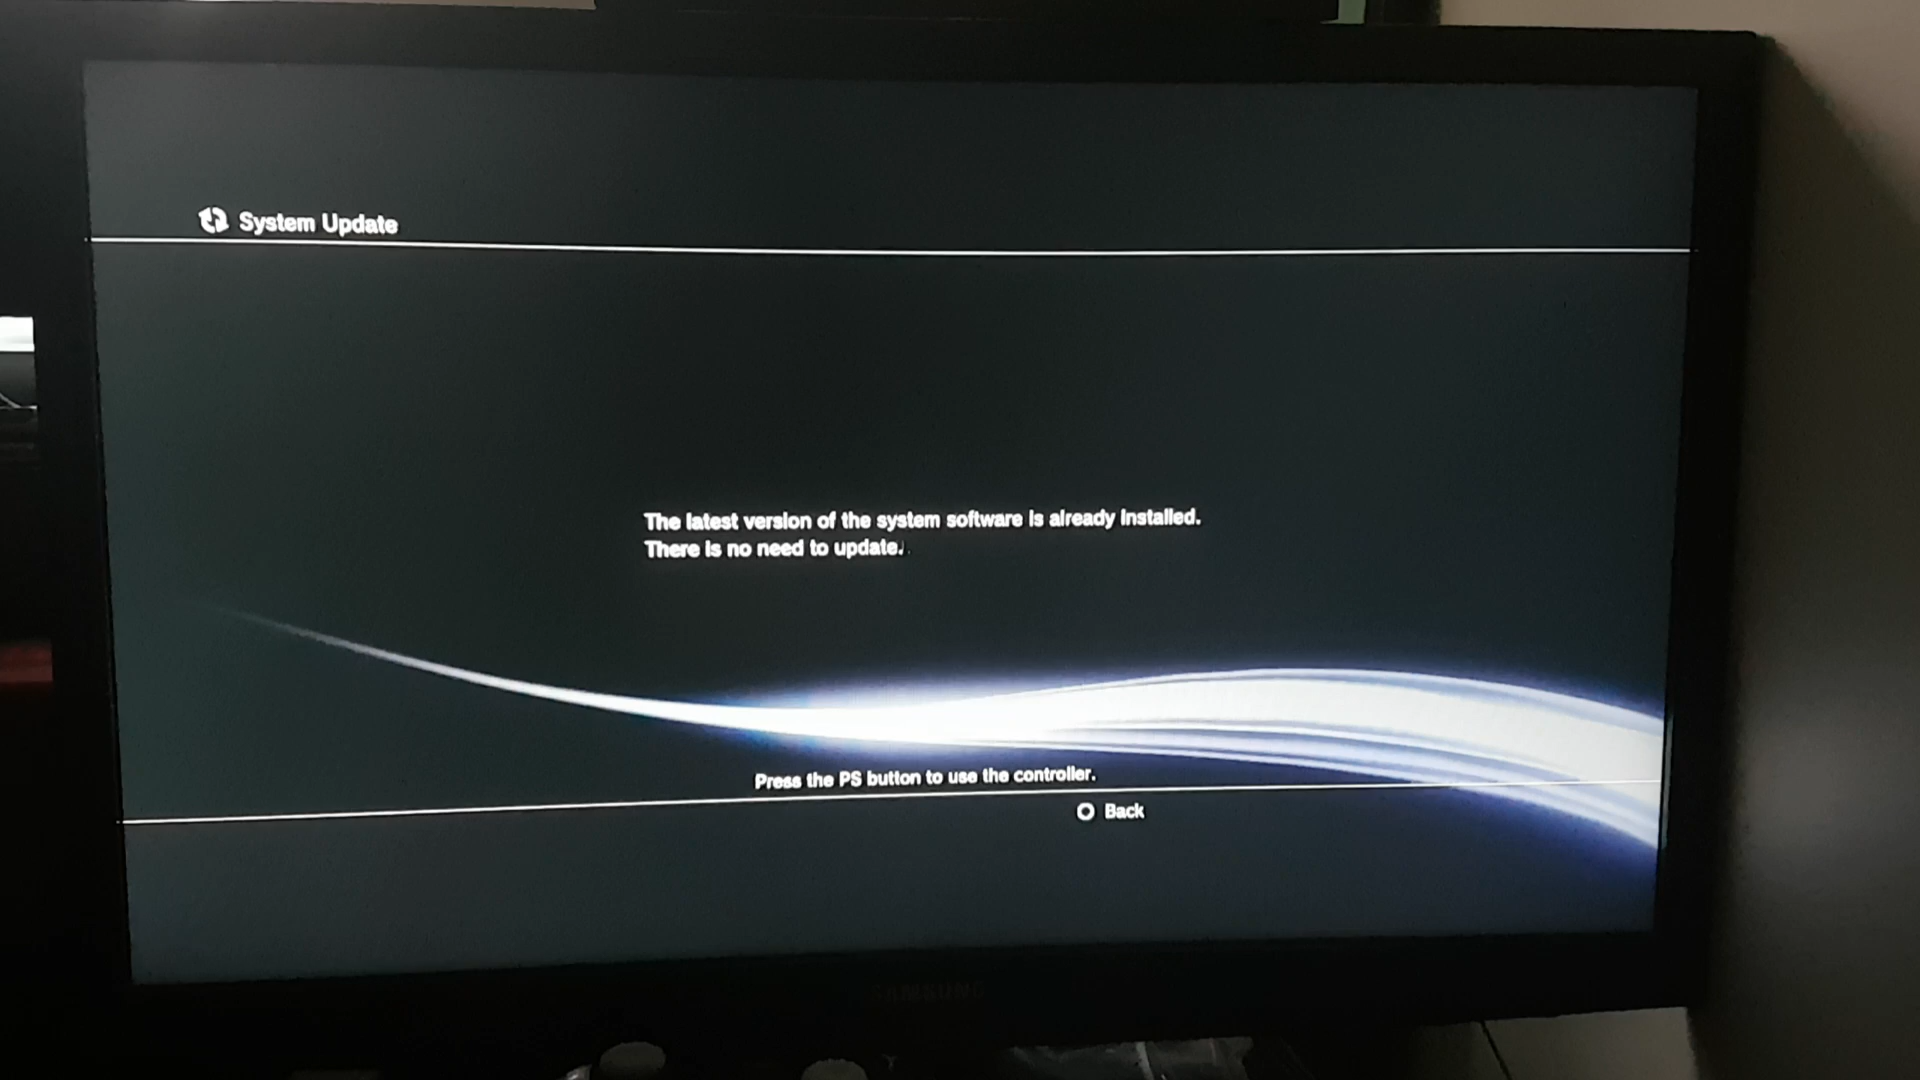 System Update
The latest version of the system software is already installed.
There is no need to update.
Press the PS button to use the controller.
Back
SAMSUNG